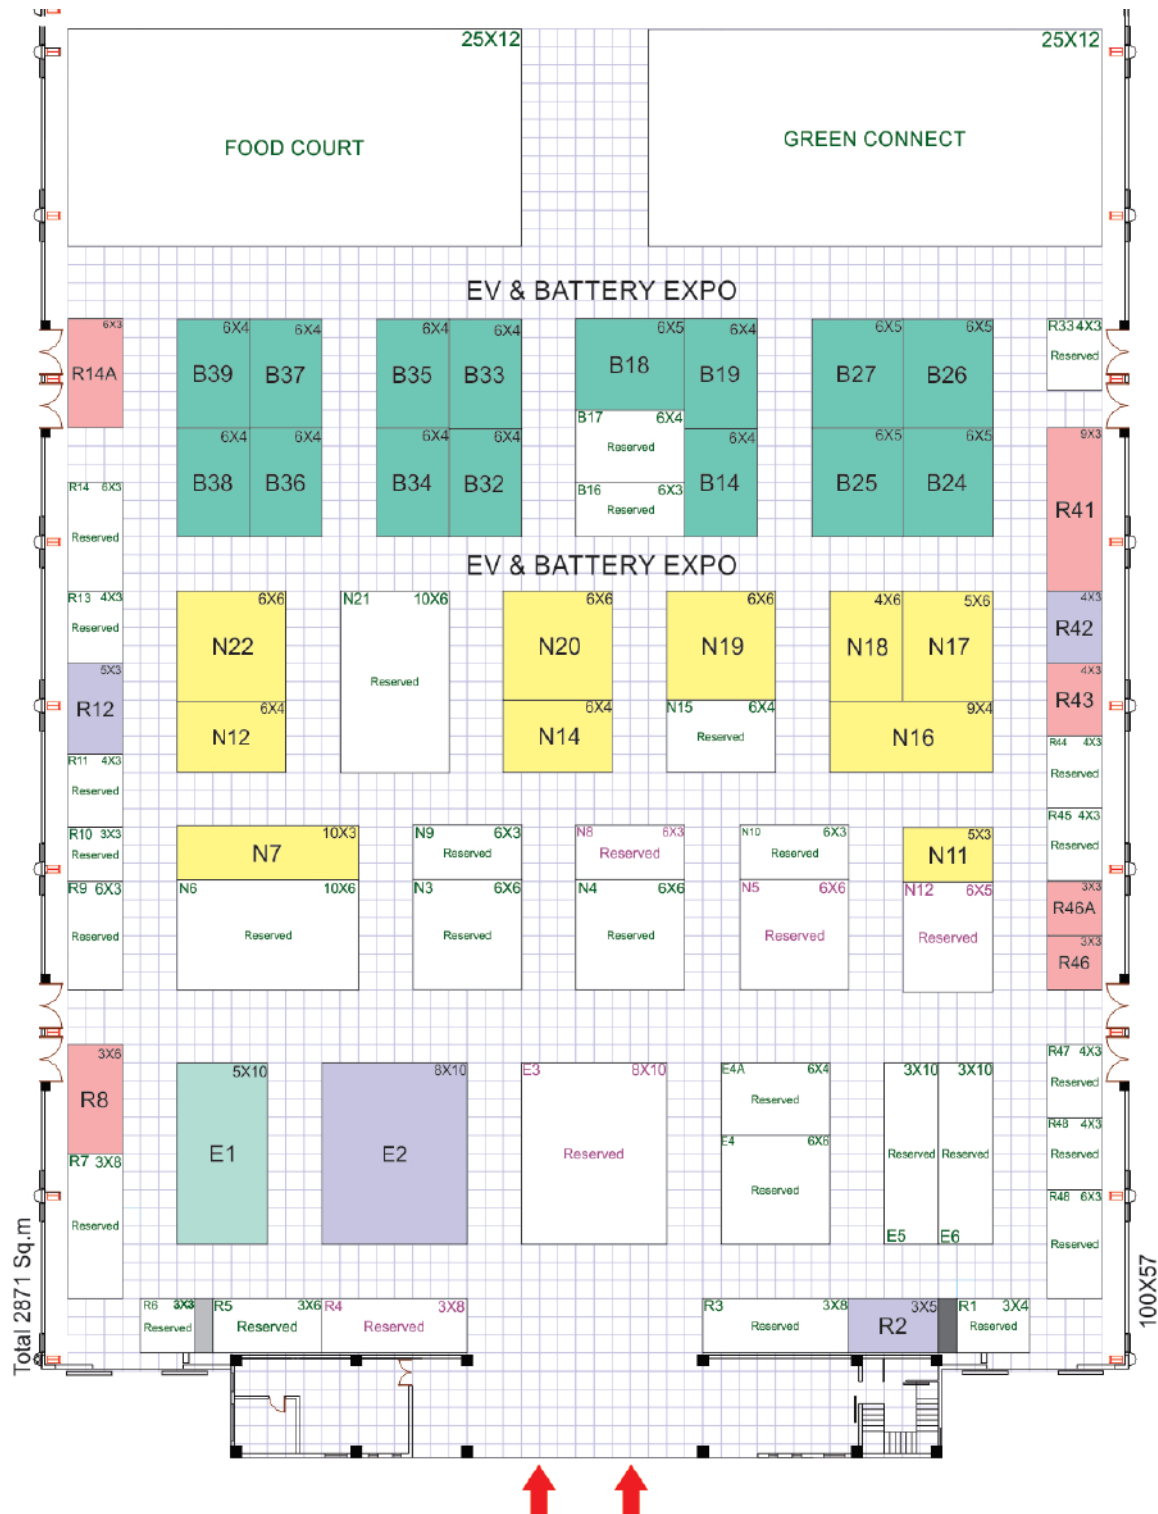 25X12
25X12
FOOD COURT
GREEN CONNECT
EV & BATTERY EXPO
6X3
R14A
6X4
B39
6X4
B37
6X4
B35
6X4
B33
6X5
B18
6X4
B19
6X5
B27
6X5
B26
R33 4X3
Reserved
B17 6X4
Reserved
6X4
B38
6X4
B36
6X4
B34
6X4
B32
B16 6X3
Reserved
6X4
B14
6X5
B25
6X5
B24
9X3
R41
R14 6X3
Reserved
EV & BATTERY EXPO
R13 4X3
Reserved
6X6
N22
N21 10X6
Reserved
6X6
N20
6X6
N19
4X6
N18
5X6
N17
4X3
R42
5X3
R12
6X4
N12
6X4
N14
N15 6X4
Reserved
9X4
N16
4X3
R43
R11 4X3
Reserved
R44 4X3
Reserved
R10 3X3
Reserved
10X3
N7
N9 6X3
Reserved
N8 6X3
Reserved
N10 6X3
Reserved
5X3
N11
R45 4X3
Reserved
R9 6X3
Reserved
N6 10X6
Reserved
N3 6X6
Reserved
N4 6X6
Reserved
N5 6X6
Reserved
N12 6X5
Reserved
3X3
R46A
3X3
R46
3X6
R8
5X10
E1
8X10
E2
E3 8X10
Reserved
E4A 6X4
Reserved
E4 6X6
Reserved
3X10
Reserved
E5
3X10
Reserved
E6
R47 4X3
Reserved
R48 4X3
Reserved
R48 6X3
Reserved
R7 3X8
Reserved
R6 3X3
Reserved
R5 3X6
Reserved
R4 3X8
Reserved
R3 3X8
Reserved
3X5
R2
R1 3X4
Reserved
Total 2871 Sq.m
100X57